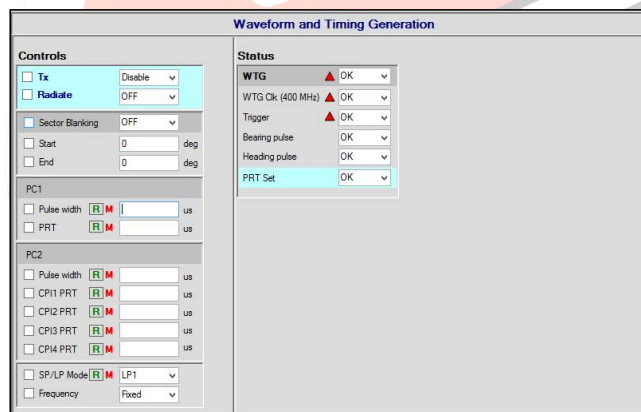 Waveform and Timing Generation
Controls
Tx Disable
Radiate OFF
Sector Blanking OFF
Start 0 deg
End 0 deg
PC1
Pulse width R M us
PRT R M us
PC2
Pulse width R M us
CPI1 PRT R M us
CPI2 PRT R M us
CPI3 PRT R M us
CPI4 PRT R M us
SP/LP Mode R M LP1
Frequency Fixed
Status
WTG OK
WTG Clk (400 MHz) OK
Trigger OK
Bearing pulse OK
Heading pulse OK
PRT Set OK